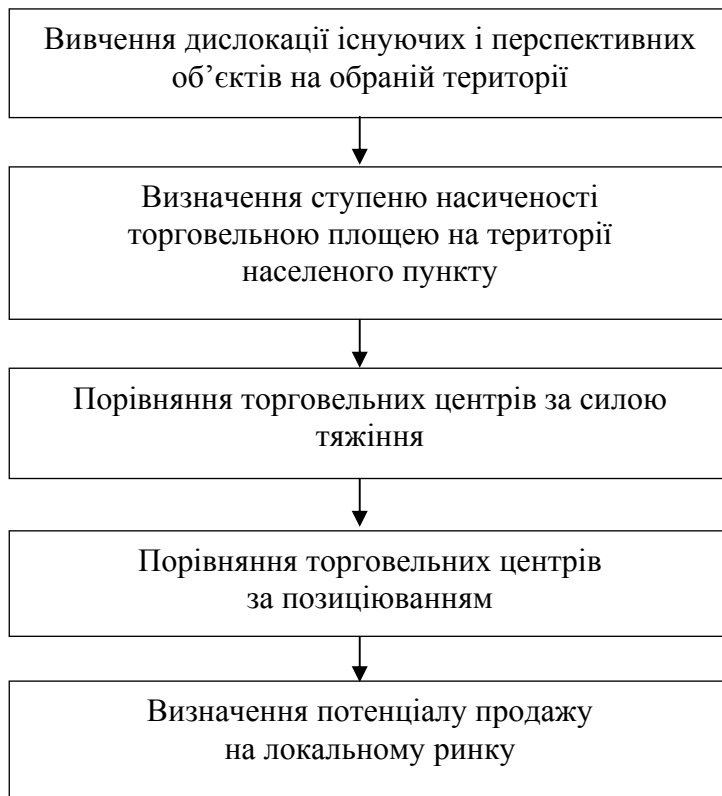 Вивчення дислокації існуючих і перспективних
об’єктів на обраній території
Визначення ступеню насиченості
торговельною площею на території
населеного пункту
Порівняння торговельних центрів за силою
тяжіння
Порівняння торговельних центрів
за позиціюванням
Визначення потенціалу продажу
на локальному ринку